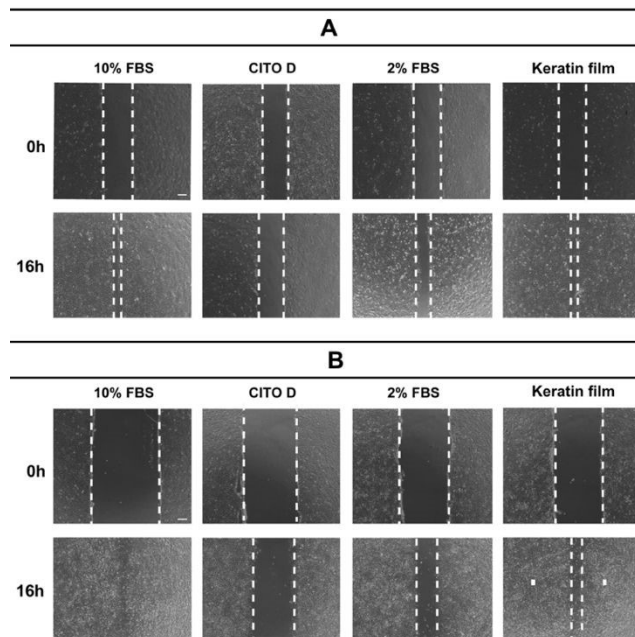 A
10% FBS CITO D 2% FBS Keratin film
0h
16h
B
10% FBS CITO D 2% FBS Keratin film
0h
16h